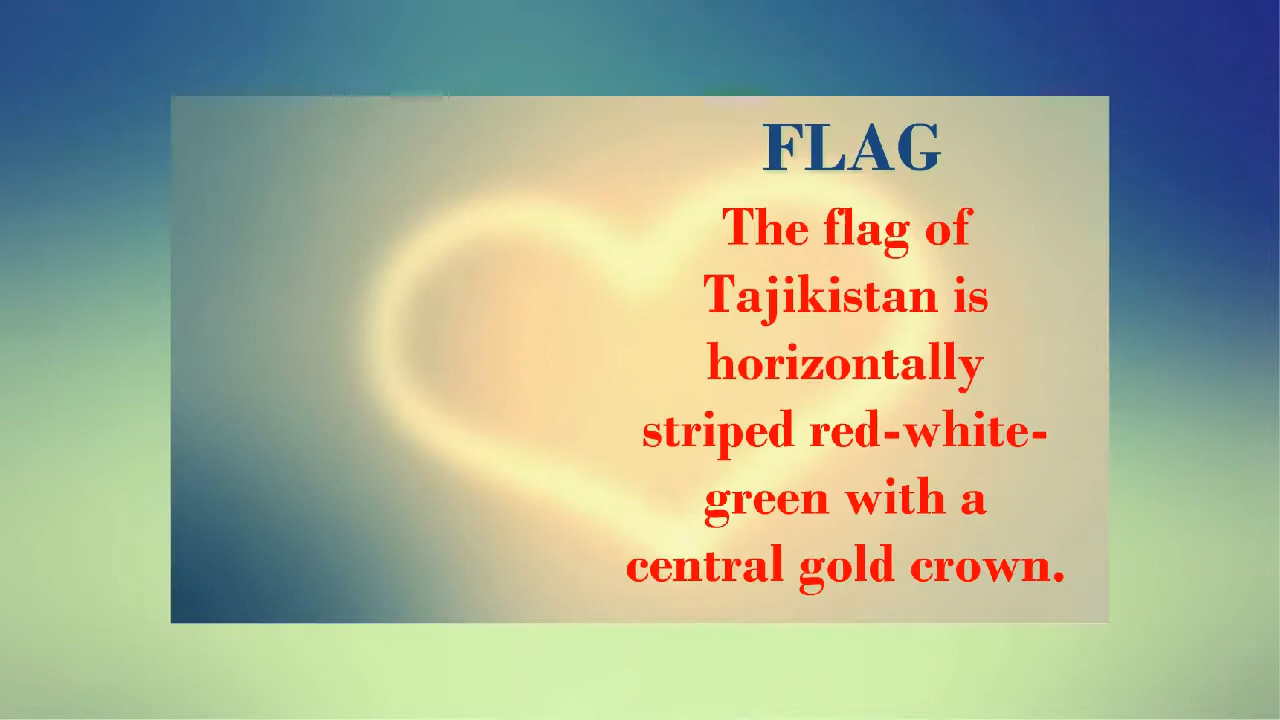 FLAG
The flag of
Tajikistan is
horizontally
striped red-white-
green with a
central gold crown.